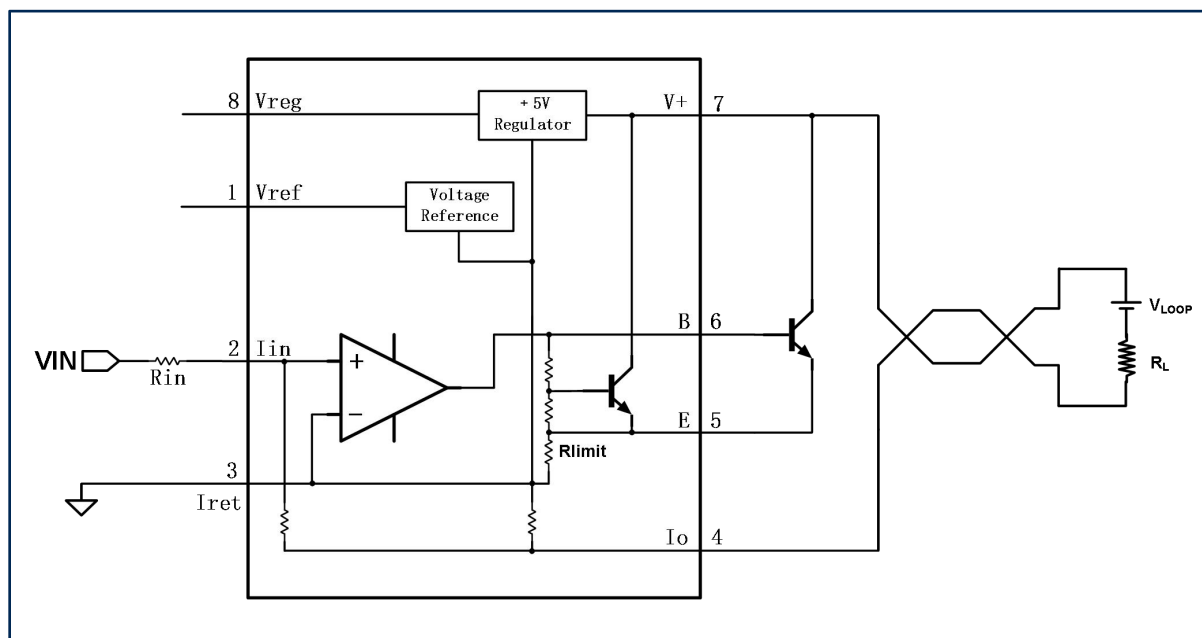 8 Vreg
+ 5V
Regulator
V+ 7
1 Vref
Voltage
Reference
B 6
VLOOP
VIN
Rin
2 Iin
+
−
RL
E 5
Rlimit
3
Iret
Io 4